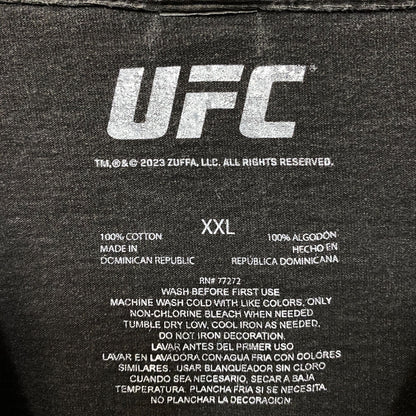 UFC
TM,®&© 2023 ZUFFA, LLC. ALL RIGHTS RESERVED.
XXL
100% COTTON
MADE IN
DOMINICAN REPUBLIC
100% ALGODÓN
HECHO EN
REPÚBLICA DOMINICANA
RN# 77272
WASH BEFORE FIRST USE
MACHINE WASH COLD WITH LIKE COLORS, ONLY
NON-CHLORINE BLEACH WHEN NEEDED
TUMBLE DRY LOW, COOL IRON AS NEEDED.
DO NOT IRON DECORATION.
LAVAR ANTES DEL PRIMER USO
LAVAR EN LAVADORA CON AGUA FRIA CON COLORES
SIMILARES. USAR BLANQUEADOR SIN CLORO
CUANDO SEA NECESARIO, SECAR A BAJA
TEMPERATURA. PLANCHA FRIA SI ES NECESARIO.
NO PLANCHAR LA DECORACION.